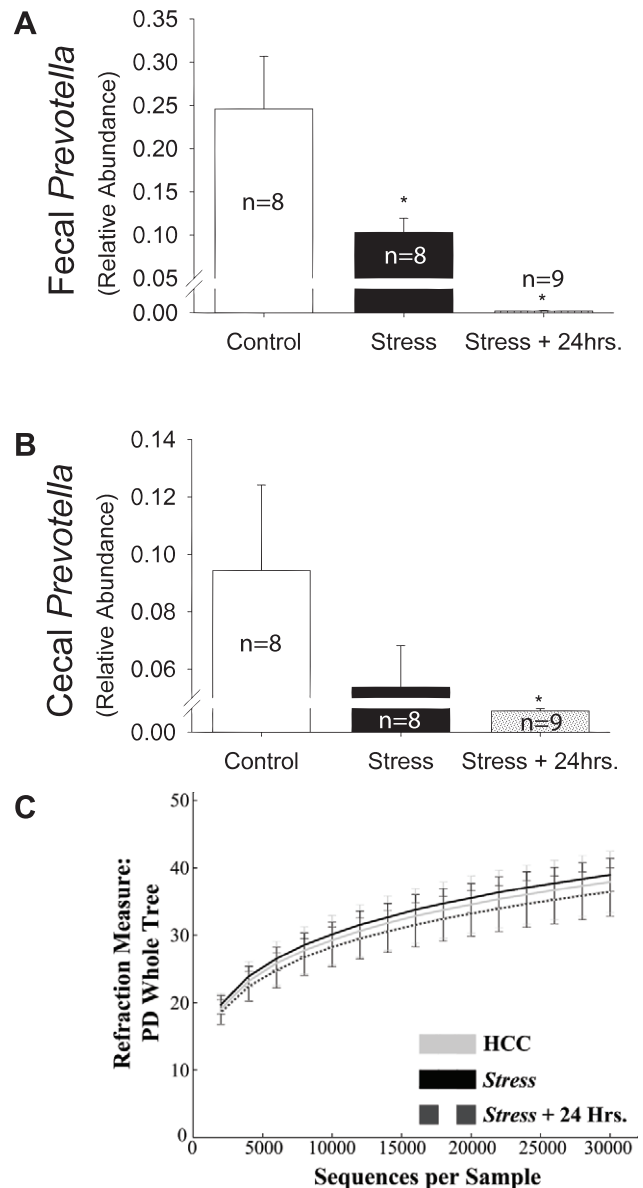 A
Fecal Prevotella
(Relative Abundance)
0.35
0.30
0.25
0.20
0.15
0.10
0.05
0.00
n=8
*
n=8
n=9
*
Control Stress Stress + 24hrs.
B
Cecal Prevotella
(Relative Abundance)
0.14
0.12
0.10
0.08
0.06
0.00
n=8
n=8
*
n=9
Control Stress Stress + 24hrs.
C
Refraction Measure:
PD Whole Tree
50
40
30
20
10
0
HCC
Stress
Stress + 24 Hrs.
5000 10000 15000 20000 25000 30000
Sequences per Sample